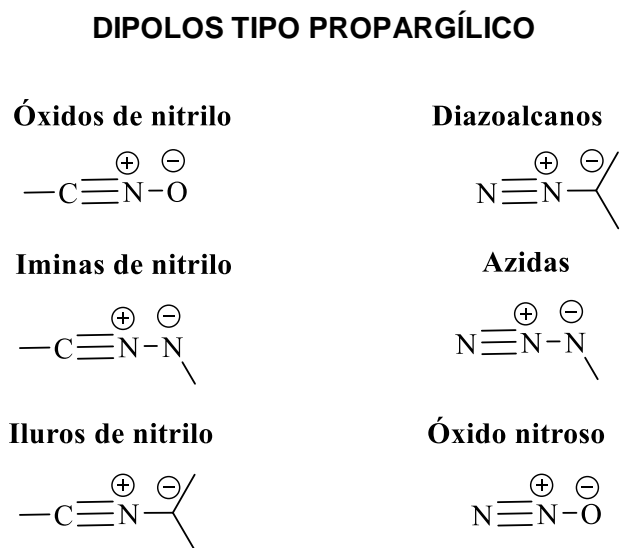 DIPOLOS TIPO PROPARGÍLICO
Óxidos de nitrilo
C N O
+ −
Diazoalcanos
N N
+ −
Iminas de nitrilo
C N N
+ −
Azidas
N N N
+ −
Iluros de nitrilo
C N
+ −
Óxido nitroso
N N O
+ −